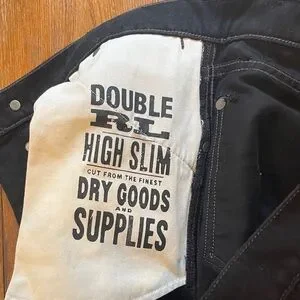 DOUBLE
RL
HIGH SLIM
CUT FROM THE FINEST
DRY GOODS
AND
SUPPLIES